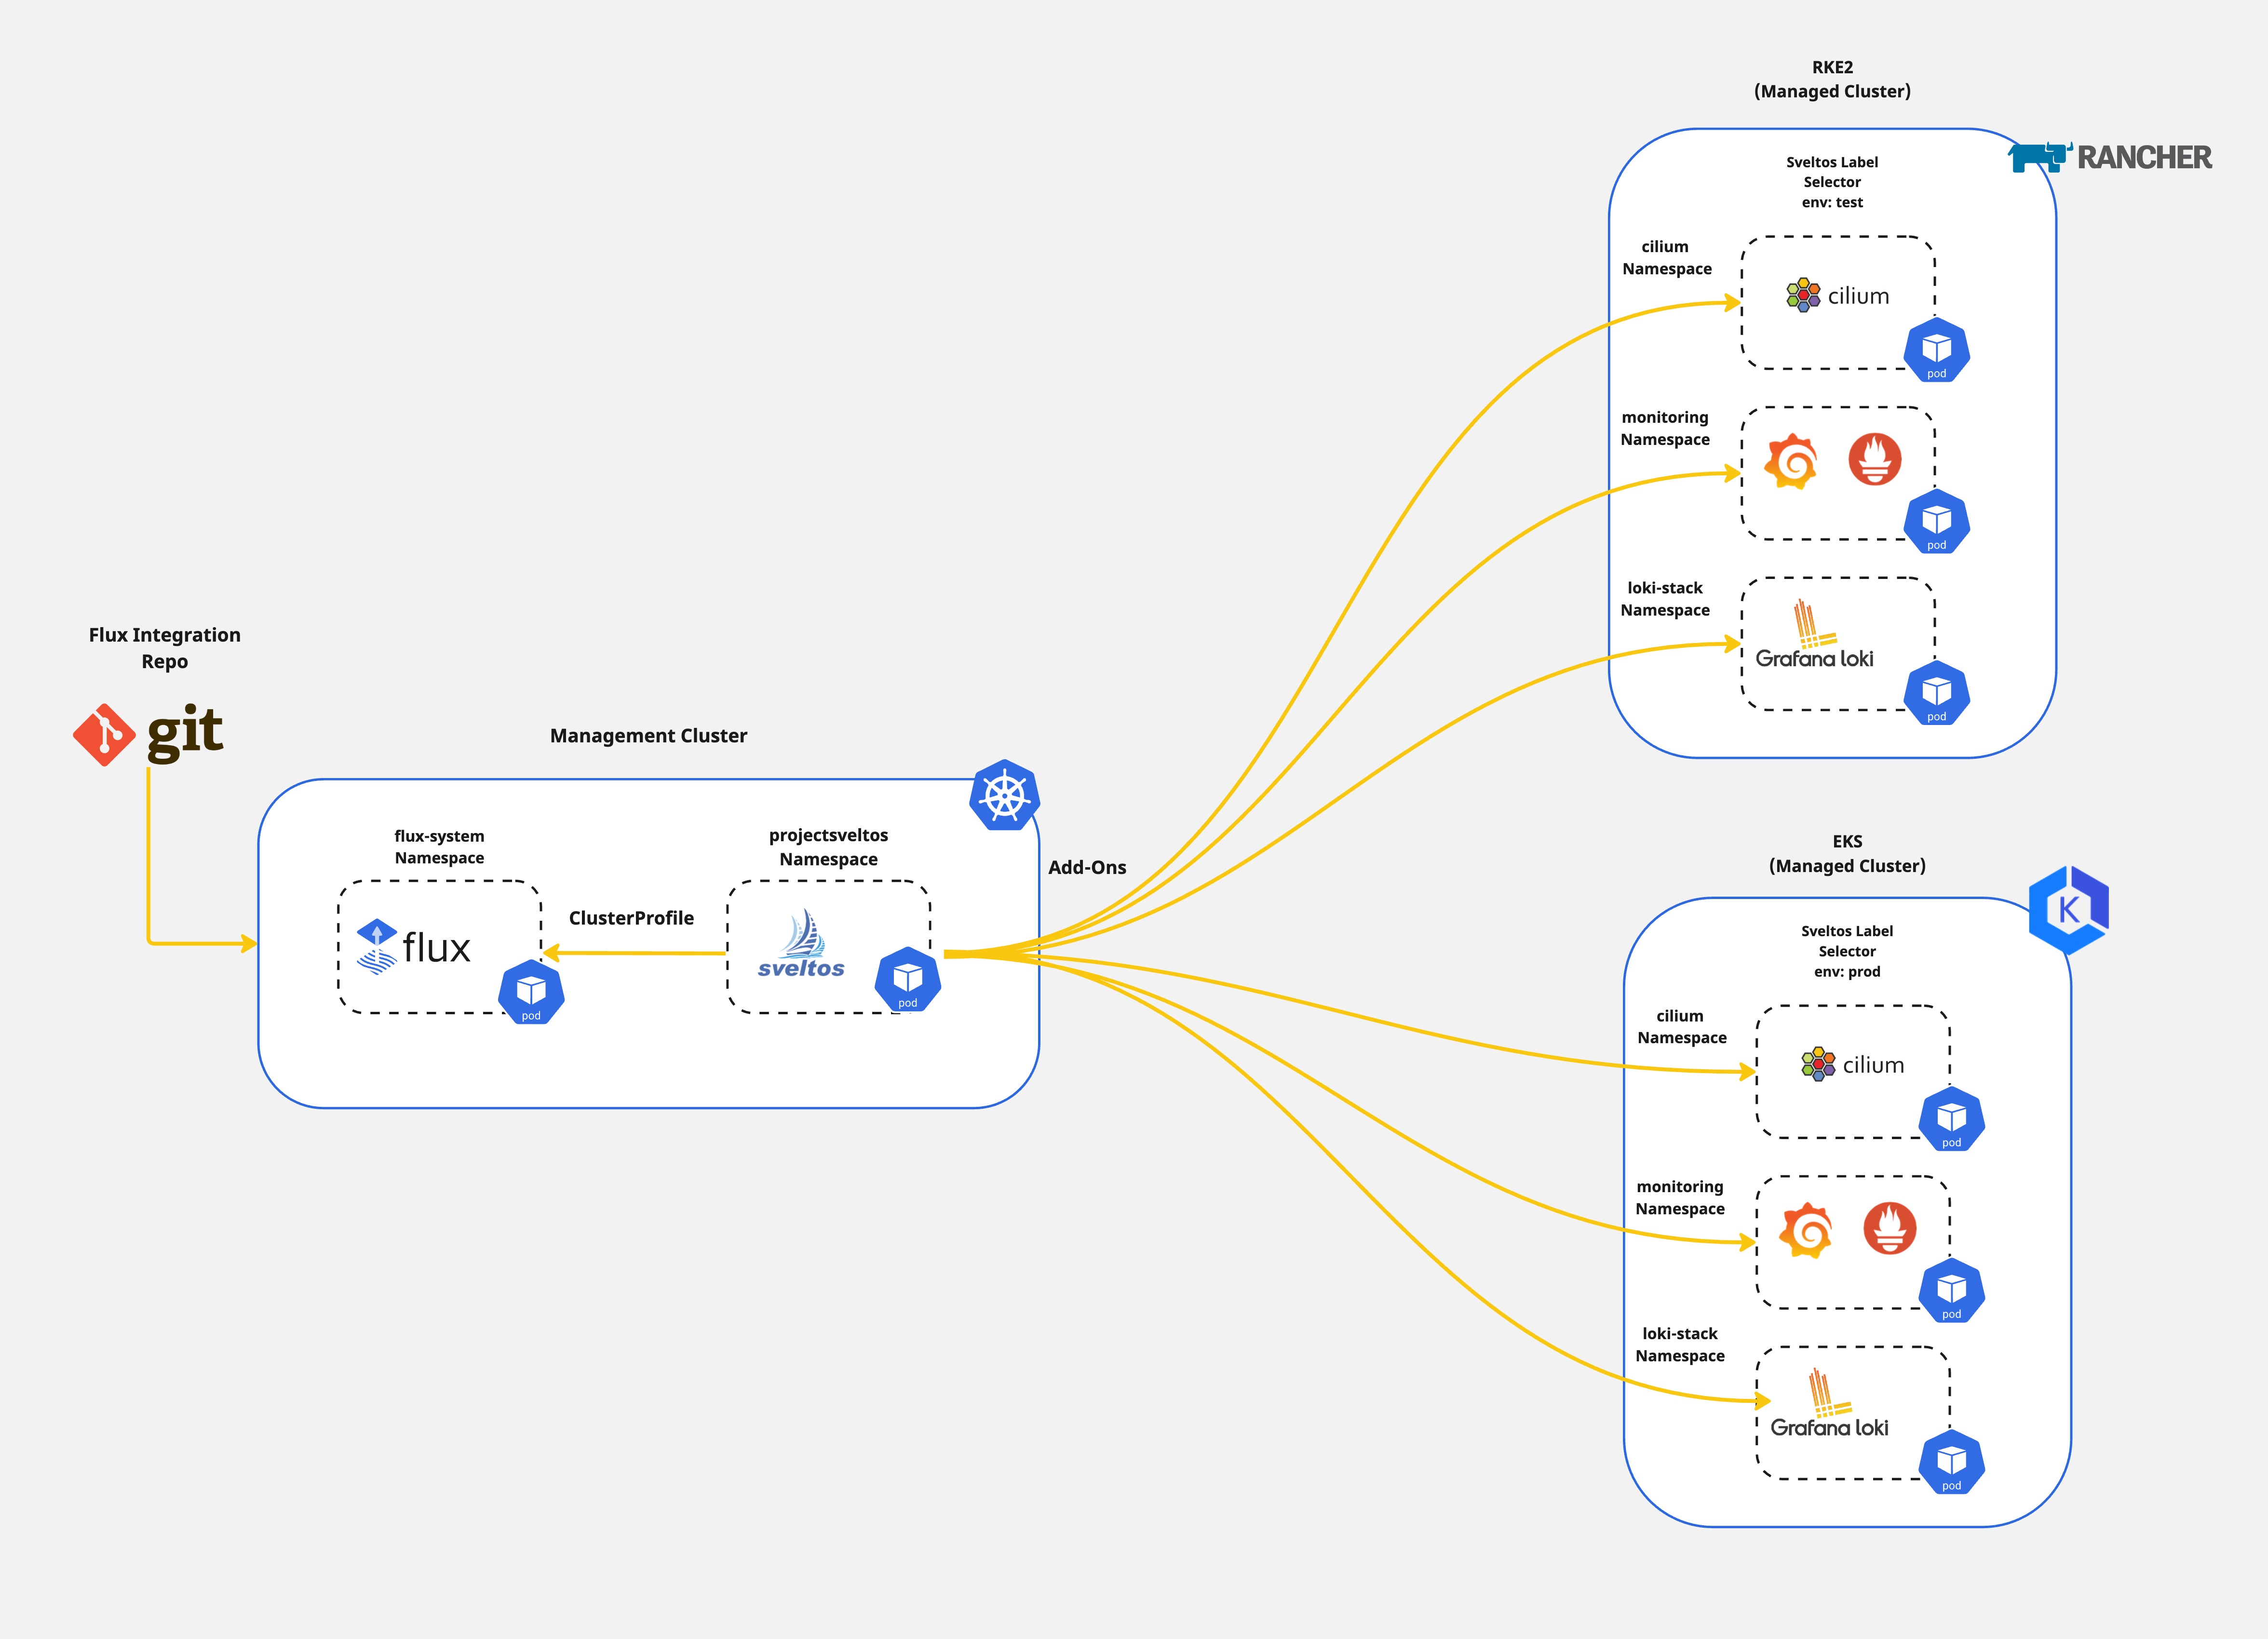 Flux Integration
Repo
git
Management Cluster
flux-system
Namespace
flux
pod
ClusterProfile
projectsveltos
Namespace
sveltos
pod
Add-Ons
RKE2
(Managed Cluster)
RANCHER
Sveltos Label
Selector
env: test
cilium
Namespace
cilium
pod
monitoring
Namespace
pod
loki-stack
Namespace
Grafana loki
pod
EKS
(Managed Cluster)
K
Sveltos Label
Selector
env: prod
cilium
Namespace
cilium
pod
monitoring
Namespace
pod
loki-stack
Namespace
Grafana loki
pod